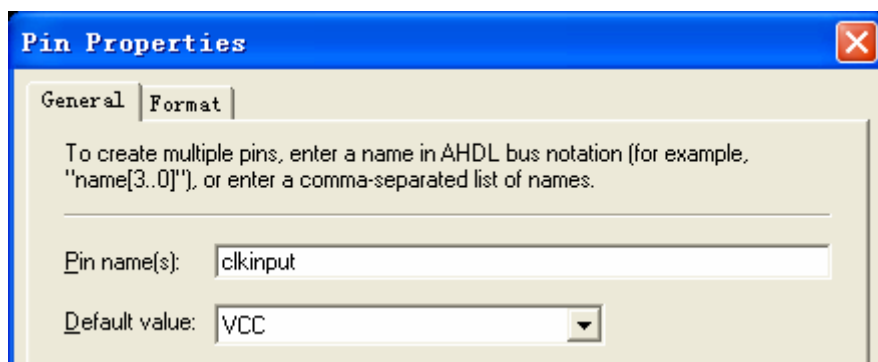 Pin Properties
General
Format
To create multiple pins, enter a name in AHDL bus notation (for example,
"name[3..0]"), or enter a comma-separated list of names.
Pin name(s):
clkinput
Default value:
VCC